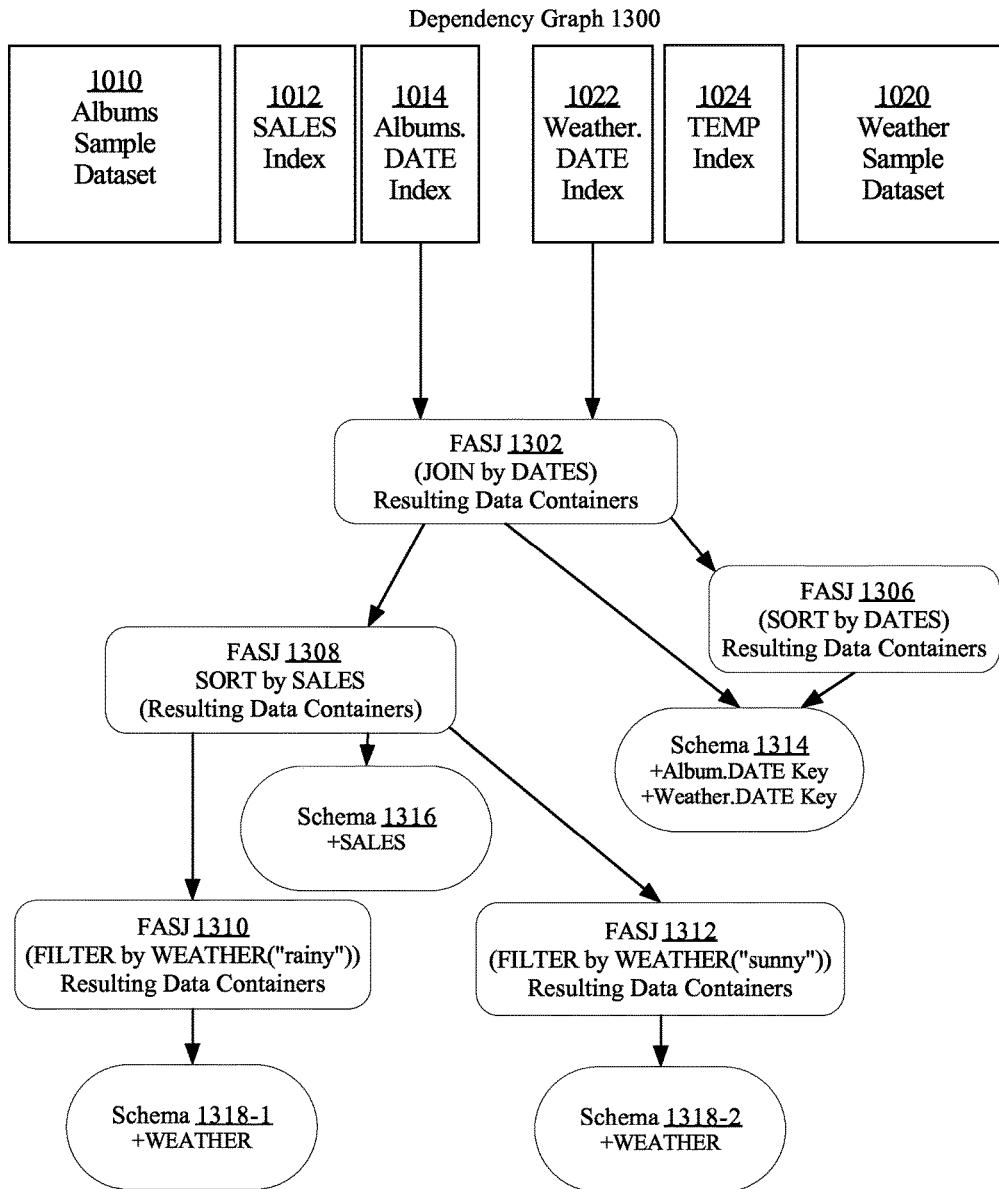 Dependency Graph 1300
1010
Albums
Sample
Dataset
1012
SALES
Index
1014
Albums.
DATE
Index
1022
Weather.
DATE
Index
1024
TEMP
Index
1020
Weather
Sample
Dataset
FASJ 1302
(JOIN by DATES)
Resulting Data Containers
FASJ 1306
(SORT by DATES)
Resulting Data Containers
FASJ 1308
SORT by SALES
(Resulting Data Containers)
Schema 1314
+Album.DATE Key
+Weather.DATE Key
Schema 1316
+SALES
FASJ 1310
(FILTER by WEATHER("rainy"))
Resulting Data Containers
FASJ 1312
(FILTER by WEATHER("sunny"))
Resulting Data Containers
Schema 1318-1
+WEATHER
Schema 1318-2
+WEATHER